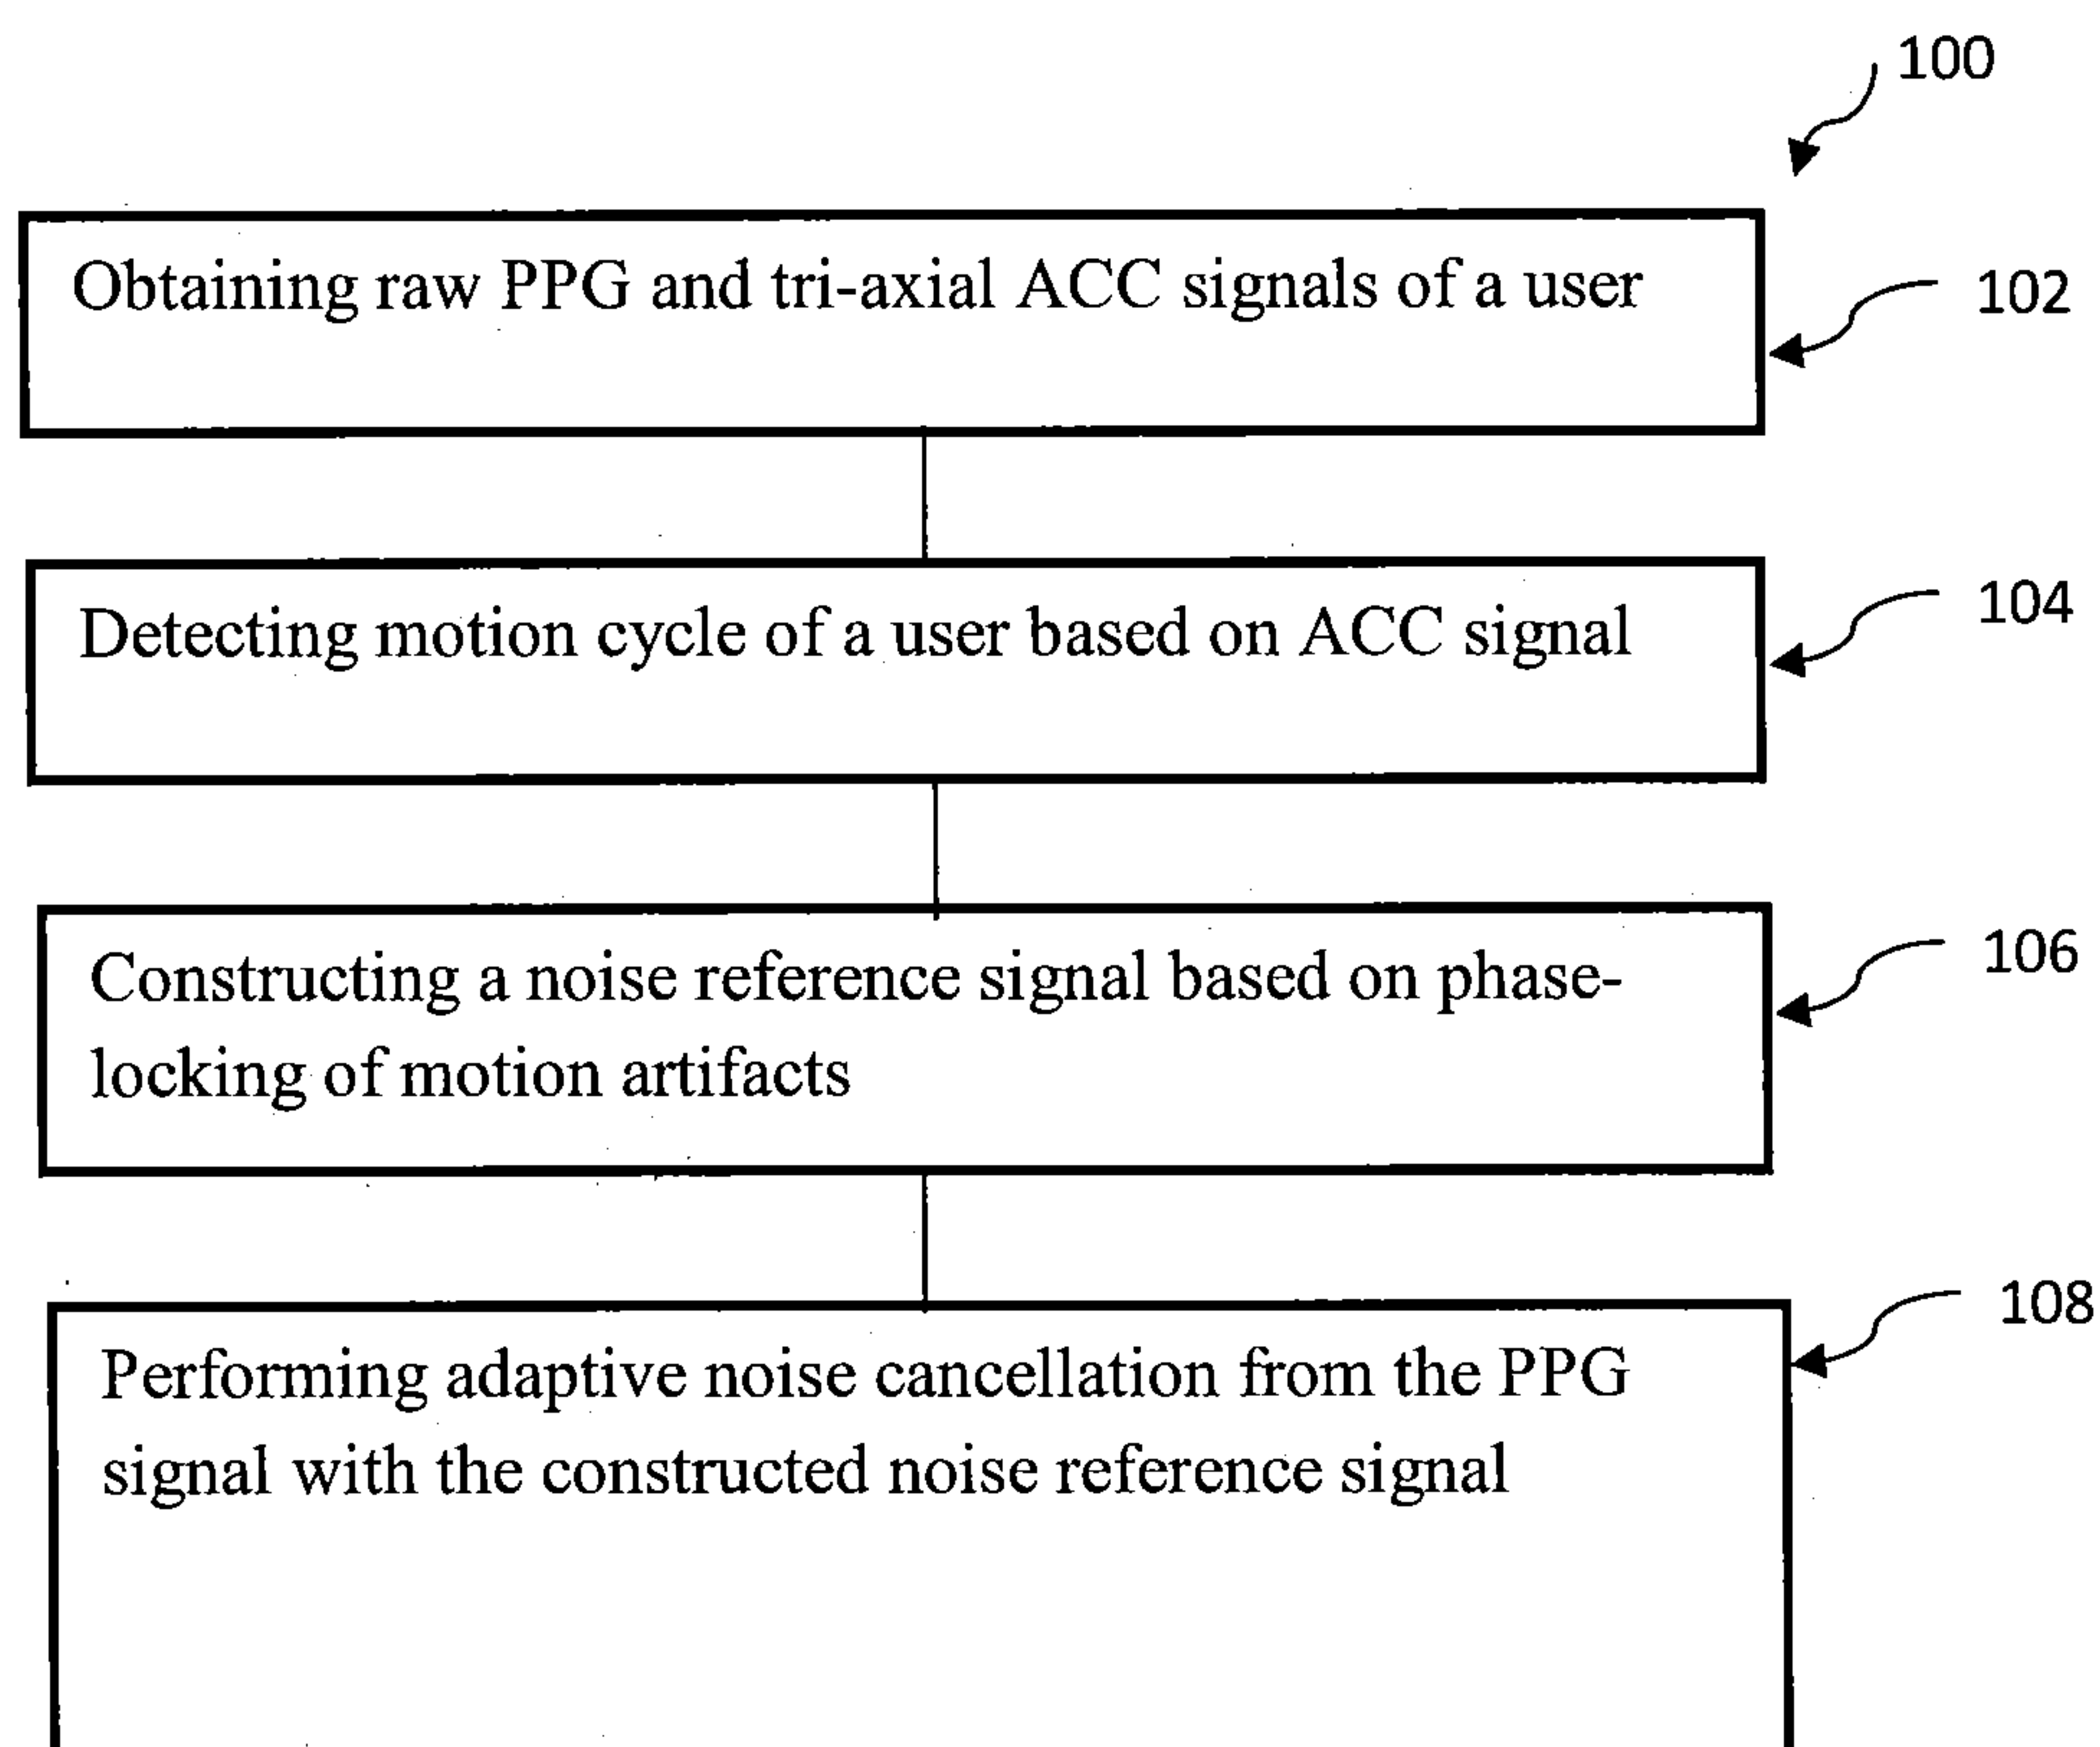 100
Obtaining raw PPG and tri-axial ACC signals of a user
102
Detecting motion cycle of a user based on ACC signal
104
Constructing a noise reference signal based on phase-
locking of motion artifacts
106
Performing adaptive noise cancellation from the PPG
signal with the constructed noise reference signal
108